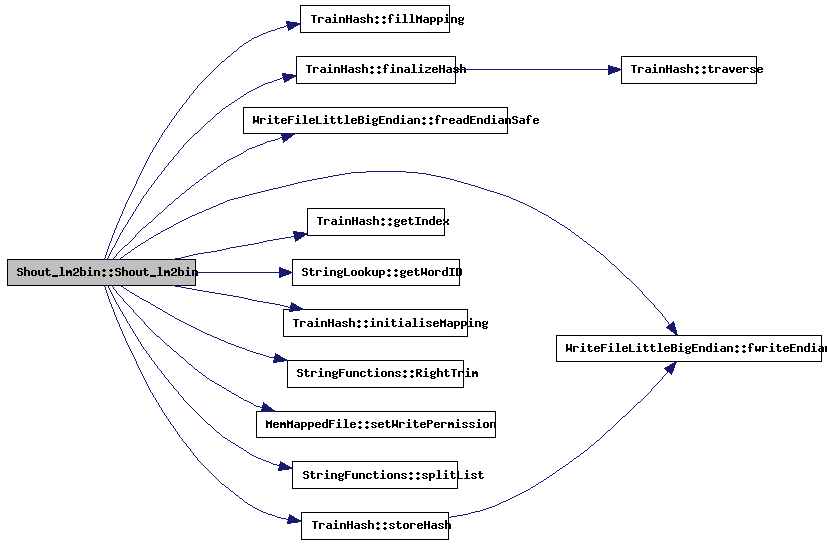 TrainHash::fillMapping
TrainHash::finalizeHash
TrainHash::traverse
WriteFileLittleBigEndian::freadEndianSafe
TrainHash::getIndex
Shout_lm2bin::Shout_lm2bin
StringLookup::getWordID
TrainHash::initialiseMapping
WriteFileLittleBigEndian::fwriteEndian
StringFunctions::RightTrim
MemMappedFile::setWritePermission
StringFunctions::splitList
TrainHash::storeHash